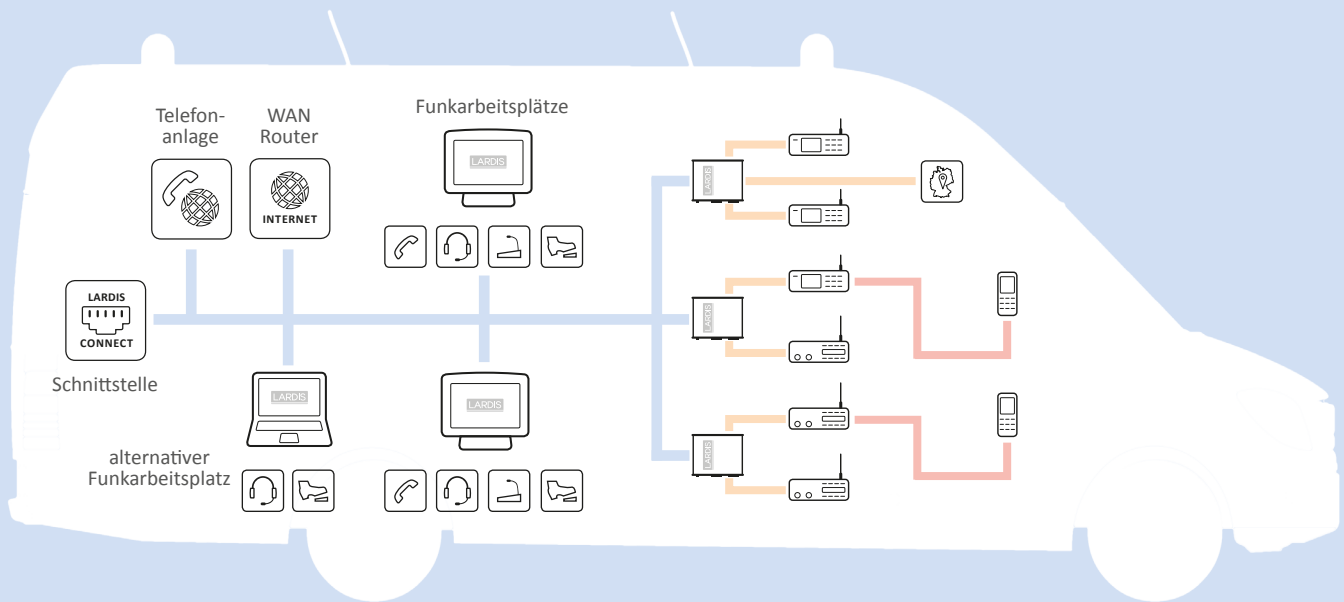 Telefon-
anlage
WAN
Router
Funkarbeitsplätze
LARDIS
INTERNET
LARDIS
LARDIS
CONNECT
LARDIS
Schnittstelle
LARDIS
LARDIS
alternativer
Funkarbeitsplatz
LARDIS